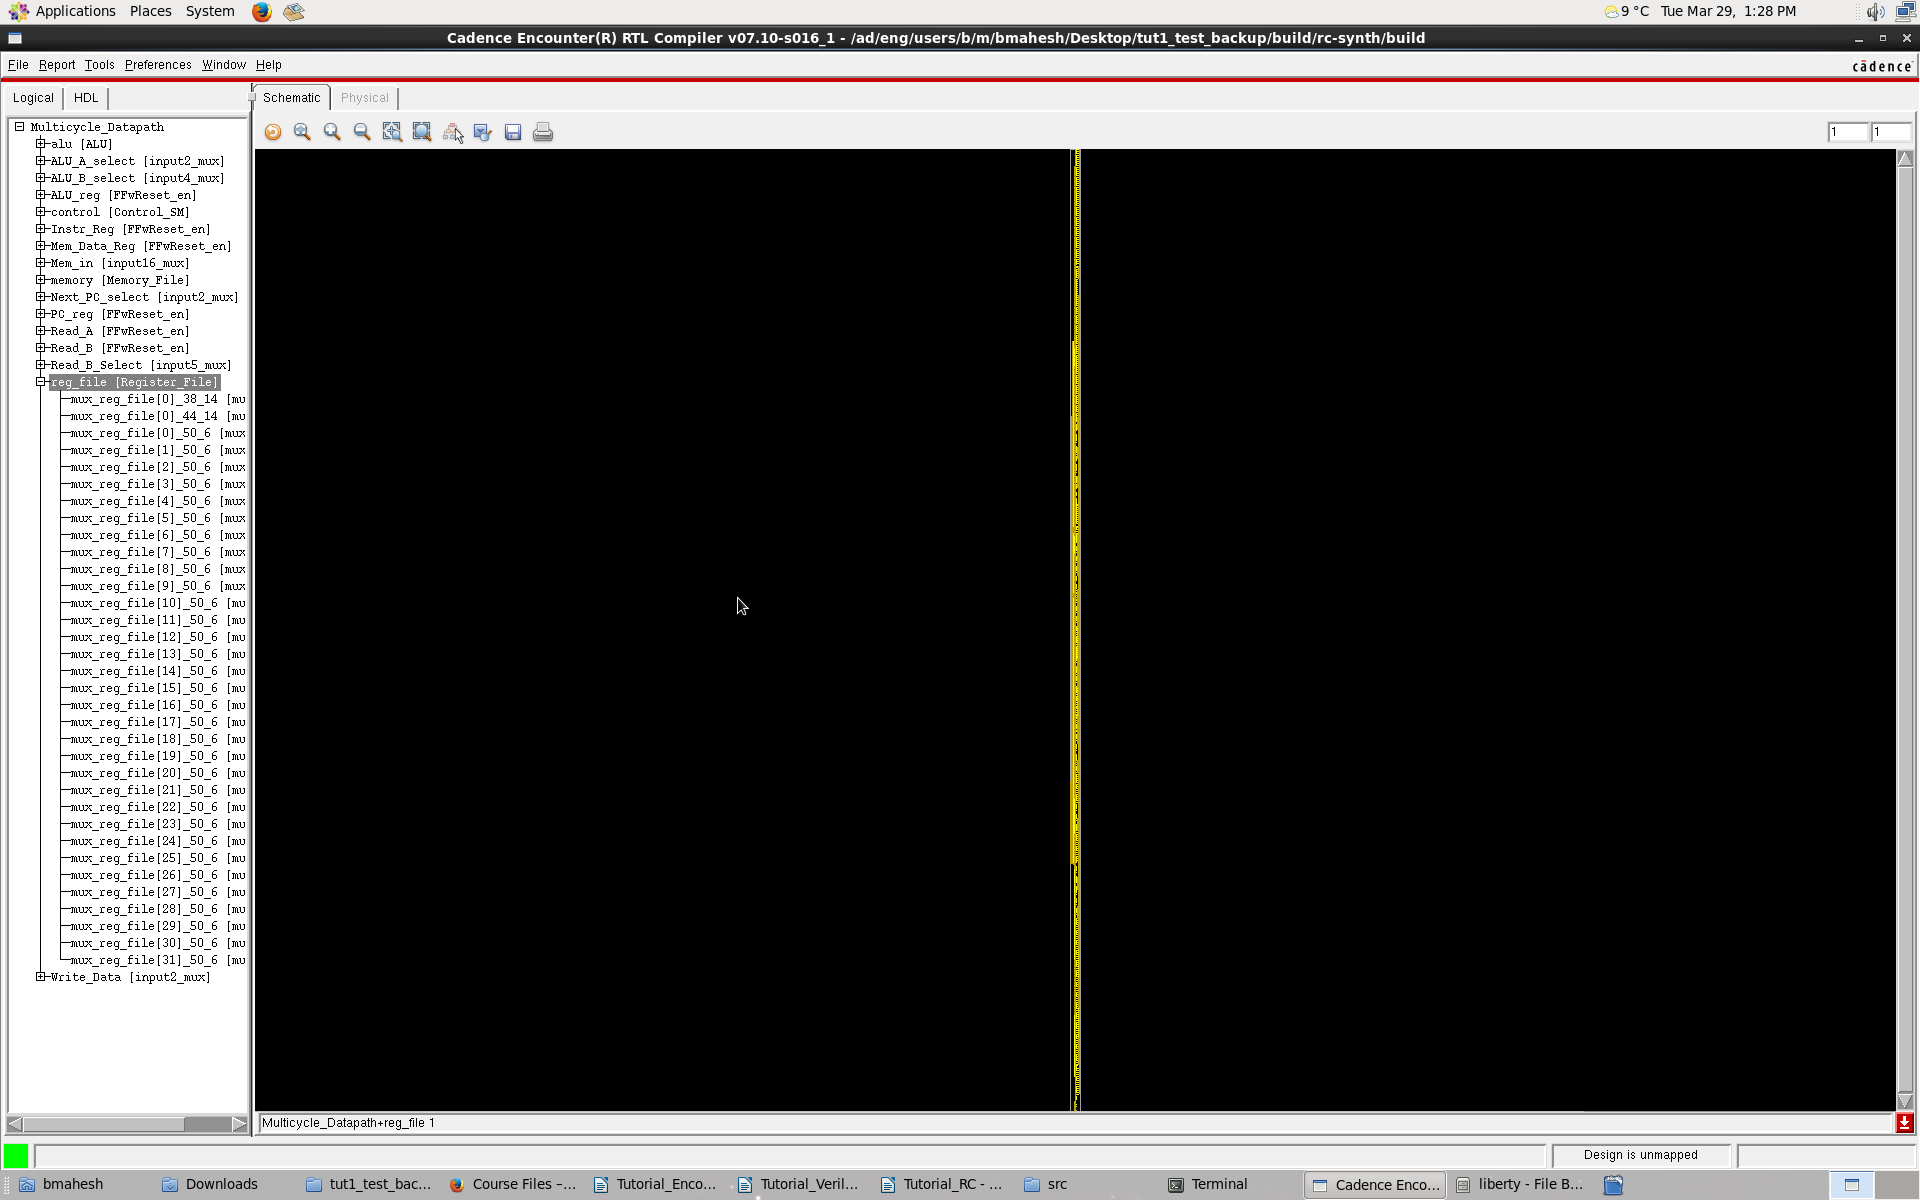 Applications Places System 9 °C Tue Mar 29, 1:28 PM
Cadence Encounter(R) RTL Compiler v07.10-s016_1 - /ad/eng/users/b/m/bmahesh/Desktop/tut1_test_backup/build/rc-synth/build
File Report Tools Preferences Window Help cādence
Logical HDL Schematic Physical
1 1
Multicycle_Datapath
alu [ALU]
ALU_A_select [input2_mux]
ALU_B_select [input4_mux]
ALU_reg [FFwReset_en]
control [Control_SM]
Instr_Reg [FFwReset_en]
Mem_Data_Reg [FFwReset_en]
Mem_in [input16_mux]
memory [Memory_File]
Next_PC_select [input2_mux]
PC_reg [FFwReset_en]
Read_A [FFwReset_en]
Read_B [FFwReset_en]
Read_B_Select [input5_mux]
reg_file [Register_File]
mux_reg_file[0]_38_14 [mu
mux_reg_file[0]_44_14 [mu
mux_reg_file[0]_50_6 [mux
mux_reg_file[1]_50_6 [mux
mux_reg_file[2]_50_6 [mux
mux_reg_file[3]_50_6 [mux
mux_reg_file[4]_50_6 [mux
mux_reg_file[5]_50_6 [mux
mux_reg_file[6]_50_6 [mux
mux_reg_file[7]_50_6 [mux
mux_reg_file[8]_50_6 [mux
mux_reg_file[9]_50_6 [mux
mux_reg_file[10]_50_6 [mu
mux_reg_file[11]_50_6 [mu
mux_reg_file[12]_50_6 [mu
mux_reg_file[13]_50_6 [mu
mux_reg_file[14]_50_6 [mu
mux_reg_file[15]_50_6 [mu
mux_reg_file[16]_50_6 [mu
mux_reg_file[17]_50_6 [mu
mux_reg_file[18]_50_6 [mu
mux_reg_file[19]_50_6 [mu
mux_reg_file[20]_50_6 [mu
mux_reg_file[21]_50_6 [mu
mux_reg_file[22]_50_6 [mu
mux_reg_file[23]_50_6 [mu
mux_reg_file[24]_50_6 [mu
mux_reg_file[25]_50_6 [mu
mux_reg_file[26]_50_6 [mu
mux_reg_file[27]_50_6 [mu
mux_reg_file[28]_50_6 [mu
mux_reg_file[29]_50_6 [mu
mux_reg_file[30]_50_6 [mu
mux_reg_file[31]_50_6 [mu
Write_Data [input2_mux]
Multicycle_Datapath+reg_file 1
Design is unmapped
bmahesh Downloads tut1_test_bac... Course Files –... Tutorial_Enco... Tutorial_Veril... Tutorial_RC - ... src Terminal Cadence Enco... liberty - File B...